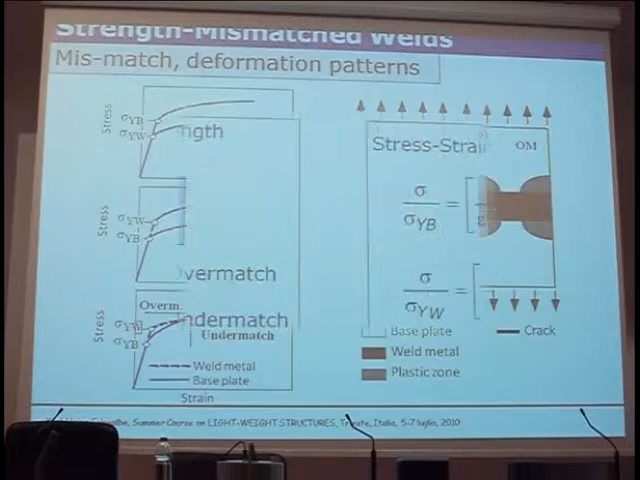 Strength-Mismatched Welds
Mis-match, deformation patterns
Stress
σYB
σYW
ngth
Stress
σYW
σYB
vermatch
Stress
Overm.
σYW
σYB
ndermatch
Undermatch
Weld metal
Base plate
Strain
Stress-Strai
OM
σ
σYB
=
σ
σYW
=
Base plate
Crack
Weld metal
Plastic zone
Summer Course on LIGHT-WEIGHT STRUCTURES, Trieste, Italia, 5-7 luglio, 2010